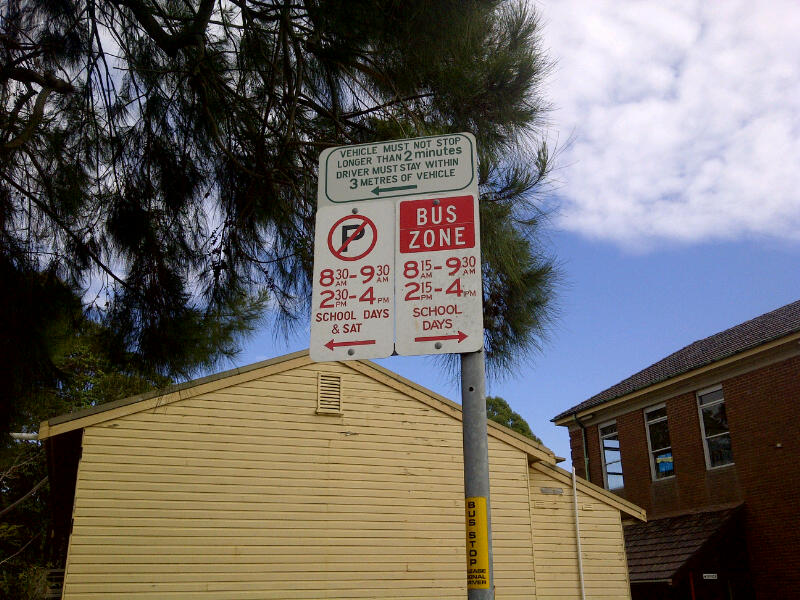 VEHICLE MUST NOT STOP
LONGER THAN 2 minutes
DRIVER MUST STAY WITHIN
3 METRES OF VEHICLE
P
8 30 AM - 9 30 AM
2 30 PM - 4 PM
SCHOOL DAYS
& SAT
BUS
ZONE
8 15 AM - 9 30 AM
2 15 PM - 4 PM
SCHOOL
DAYS
BUS STOP